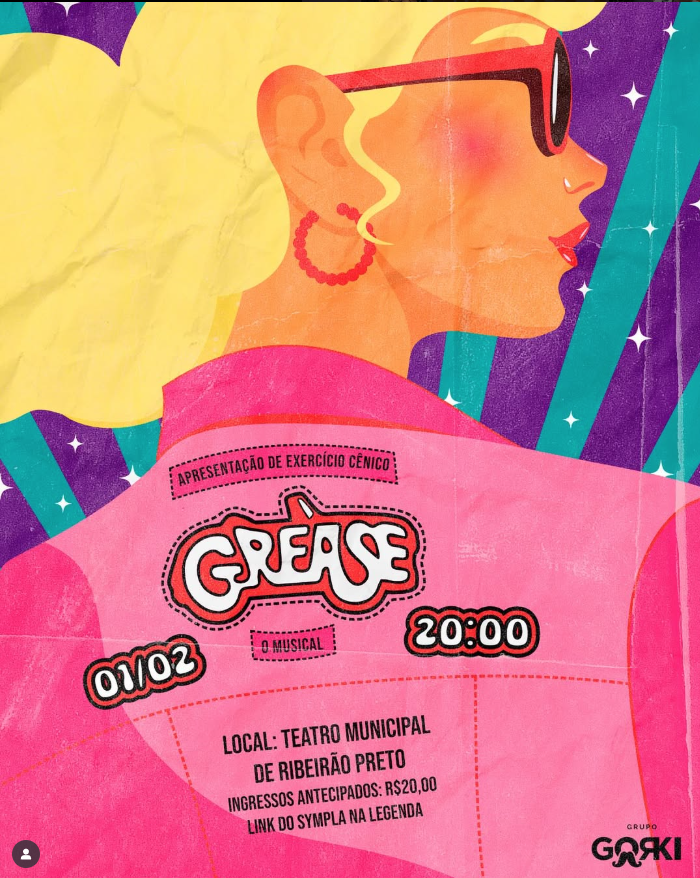 APRESENTAÇÃO DE EXERCÍCIO CÊNICO
GREASE
O MUSICAL
01/02
20:00
LOCAL: TEATRO MUNICIPAL
DE RIBEIRÃO PRETO
INGRESSOS ANTECIPADOS: R$20,00
LINK DO SYMPLA NA LEGENDA
GRUPO
GORKI